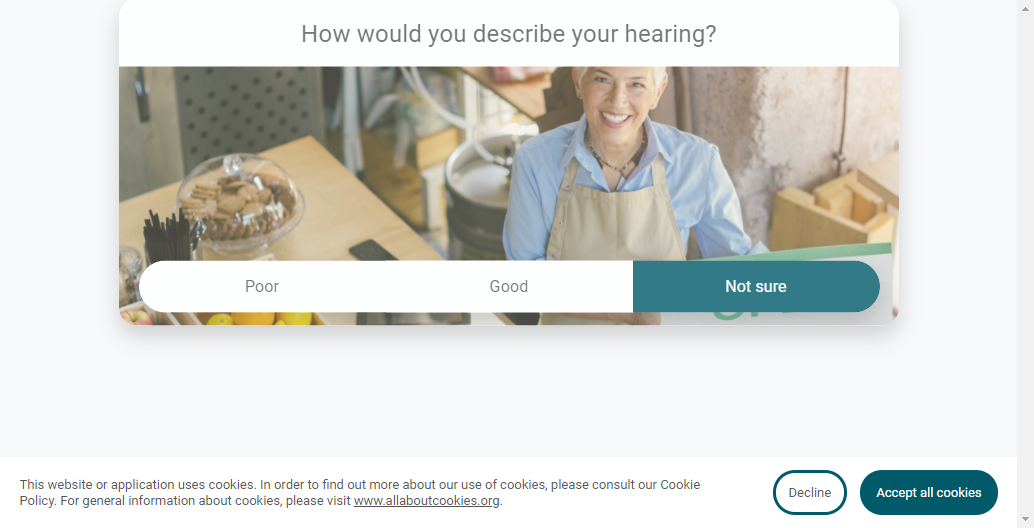 How would you describe your hearing?
Poor
Good
Not sure
This website or application uses cookies. In order to find out more about our use of cookies, please consult our Cookie
Policy. For general information about cookies, please visit www.allaboutcookies.org.
Decline
Accept all cookies